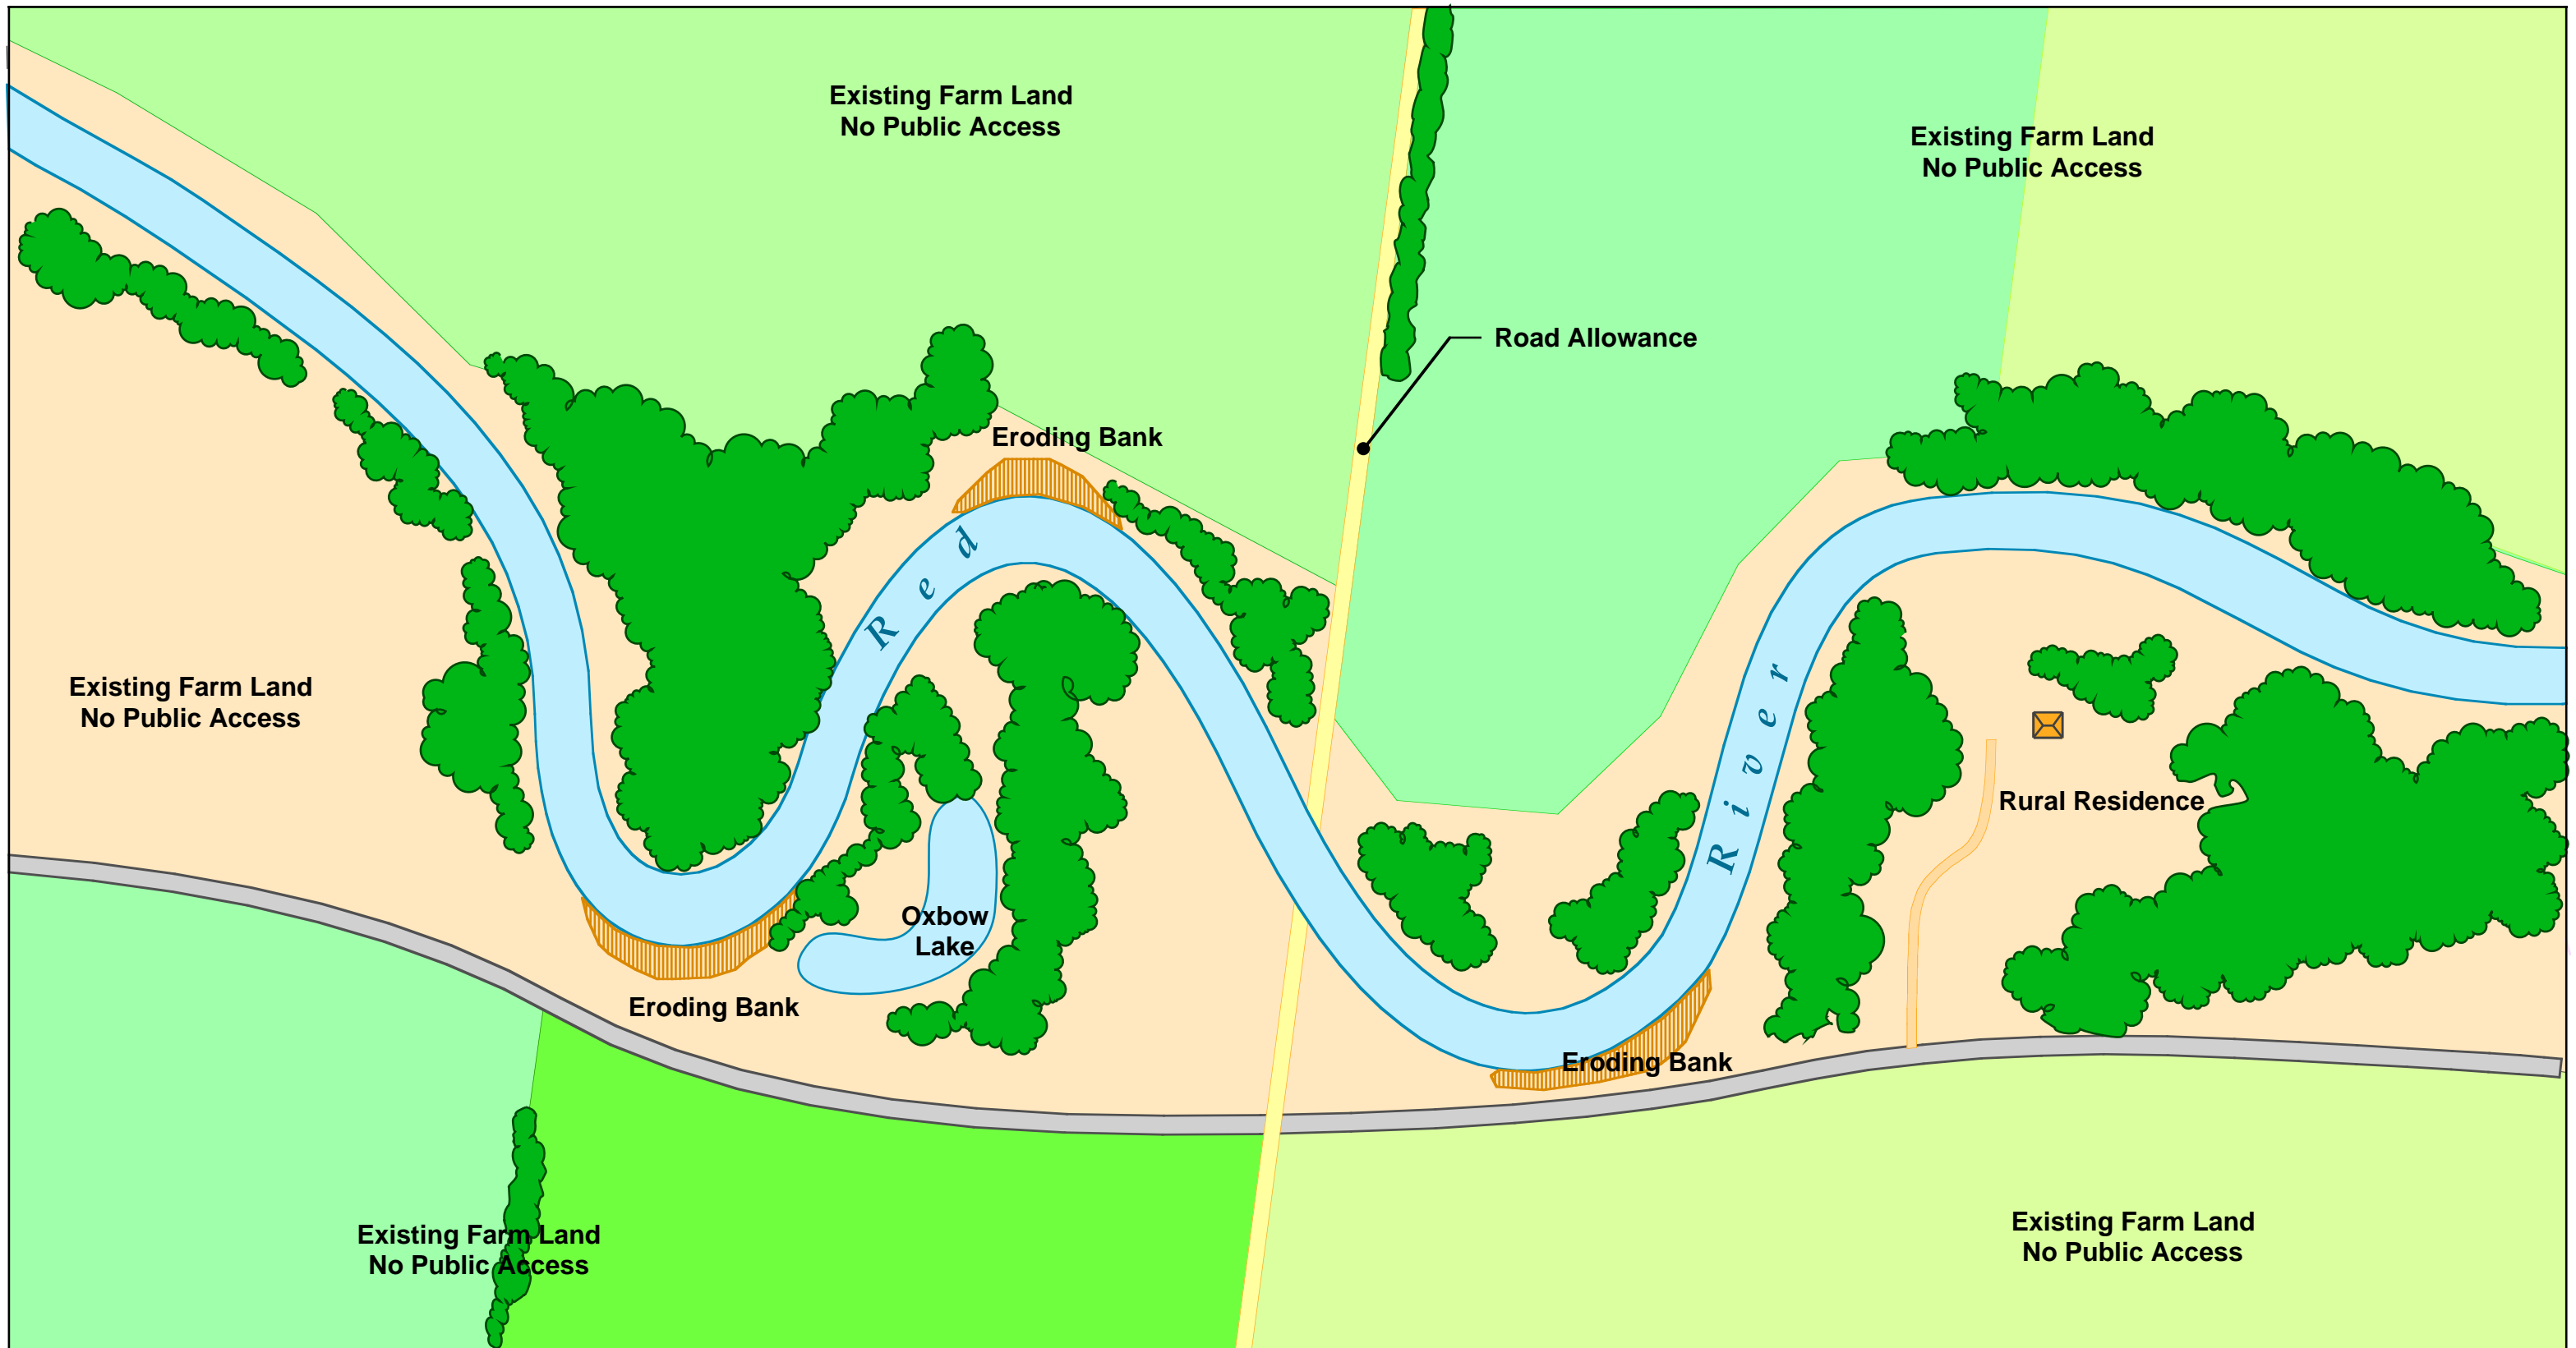 Existing Farm Land
No Public Access
Existing Farm Land
No Public Access
Road Allowance
Eroding Bank
Red
River
Existing Farm Land
No Public Access
Rural Residence
Oxbow
Lake
Eroding Bank
Eroding Bank
Existing Farm Land
No Public Access
Existing Farm Land
No Public Access